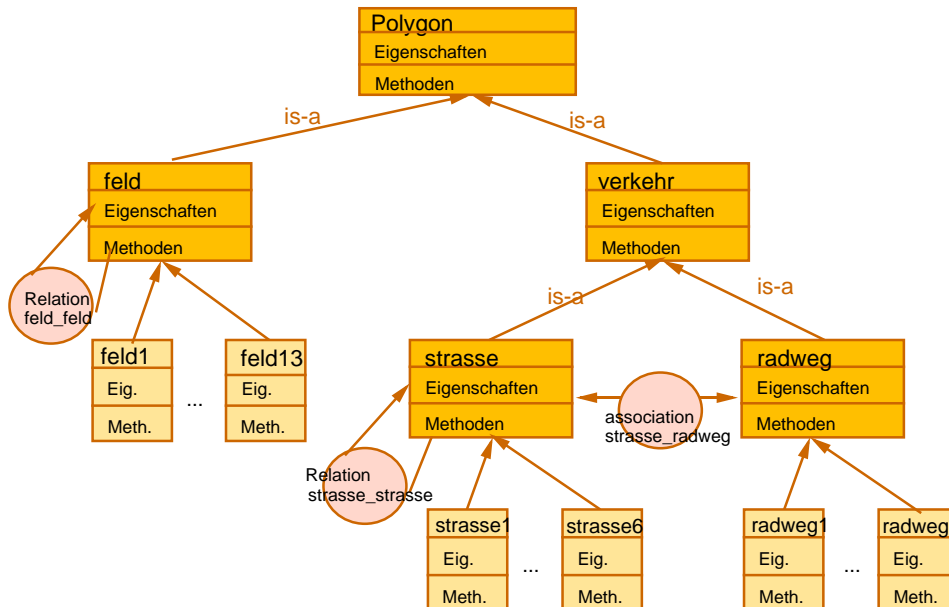 Polygon
Eigenschaften
Methoden
is-a
is-a
feld
Eigenschaften
Methoden
verkehr
Eigenschaften
Methoden
Relation
feld_feld
is-a
is-a
feld1
Eig.
Meth.
...
feld13
Eig.
Meth.
strasse
Eigenschaften
Methoden
association
strasse_radweg
radweg
Eigenschaften
Methoden
Relation
strasse_strasse
strasse1
Eig.
Meth.
...
strasse6
Eig.
Meth.
radweg1
Eig.
Meth.
...
radweg
Eig.
Meth.